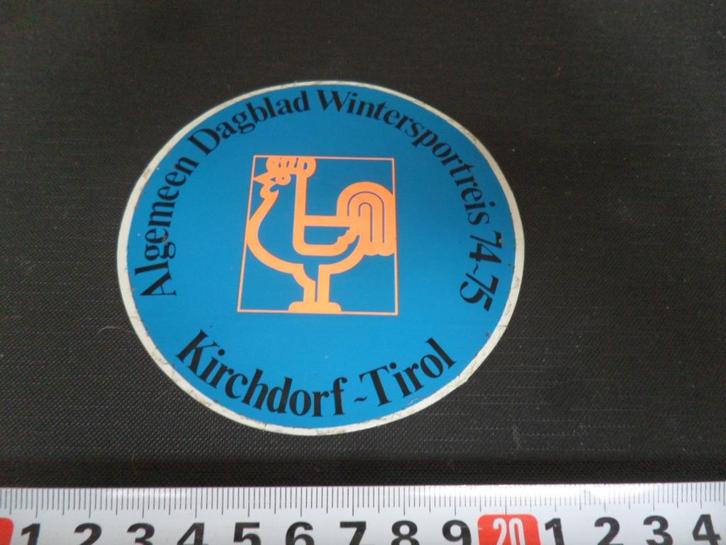 Algemeen Dagblad Wintersportreis 74-75
Kirchdorf-Tirol
1 2 3 4 5 6 7 8 9 20 1 2 3 4